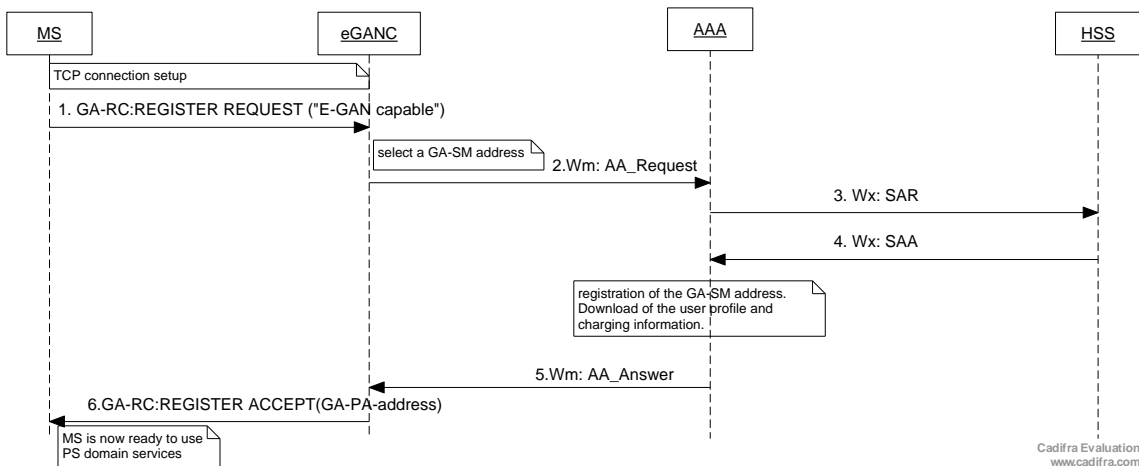 MS
eGANC
AAA
HSS
TCP connection setup
1. GA-RC:REGISTER REQUEST ("E-GAN capable")
select a GA-SM address
2.Wm: AA_Request
3. Wx: SAR
4. Wx: SAA
registration of the GA-SM address.
Download of the user profile and
charging information.
5.Wm: AA_Answer
6.GA-RC:REGISTER ACCEPT(GA-PA-address)
MS is now ready to use
PS domain services
Cadifra Evaluation
www.cadifra.com